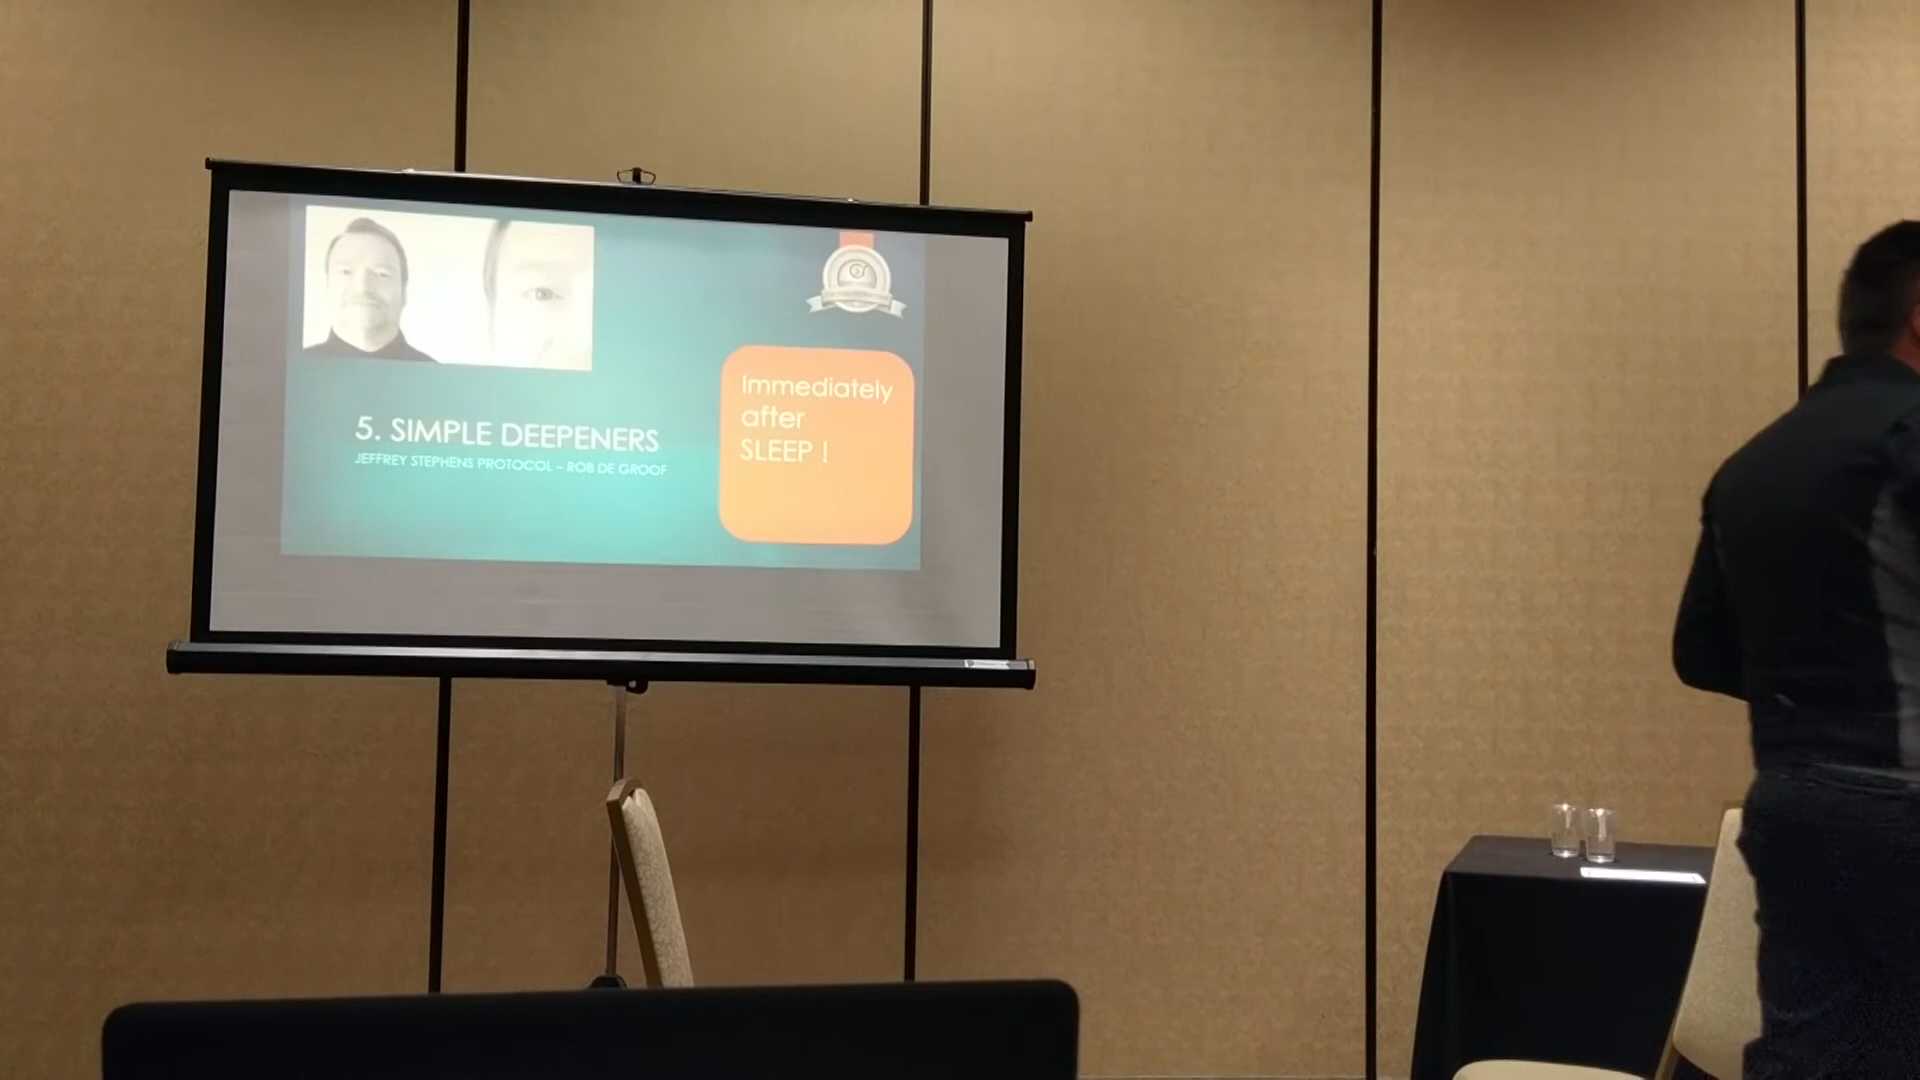 5. SIMPLE DEEPENERS
JEFFREY STEPHENS PROTOCOL – ROB DE GROOF
Immediately
after
SLEEP !